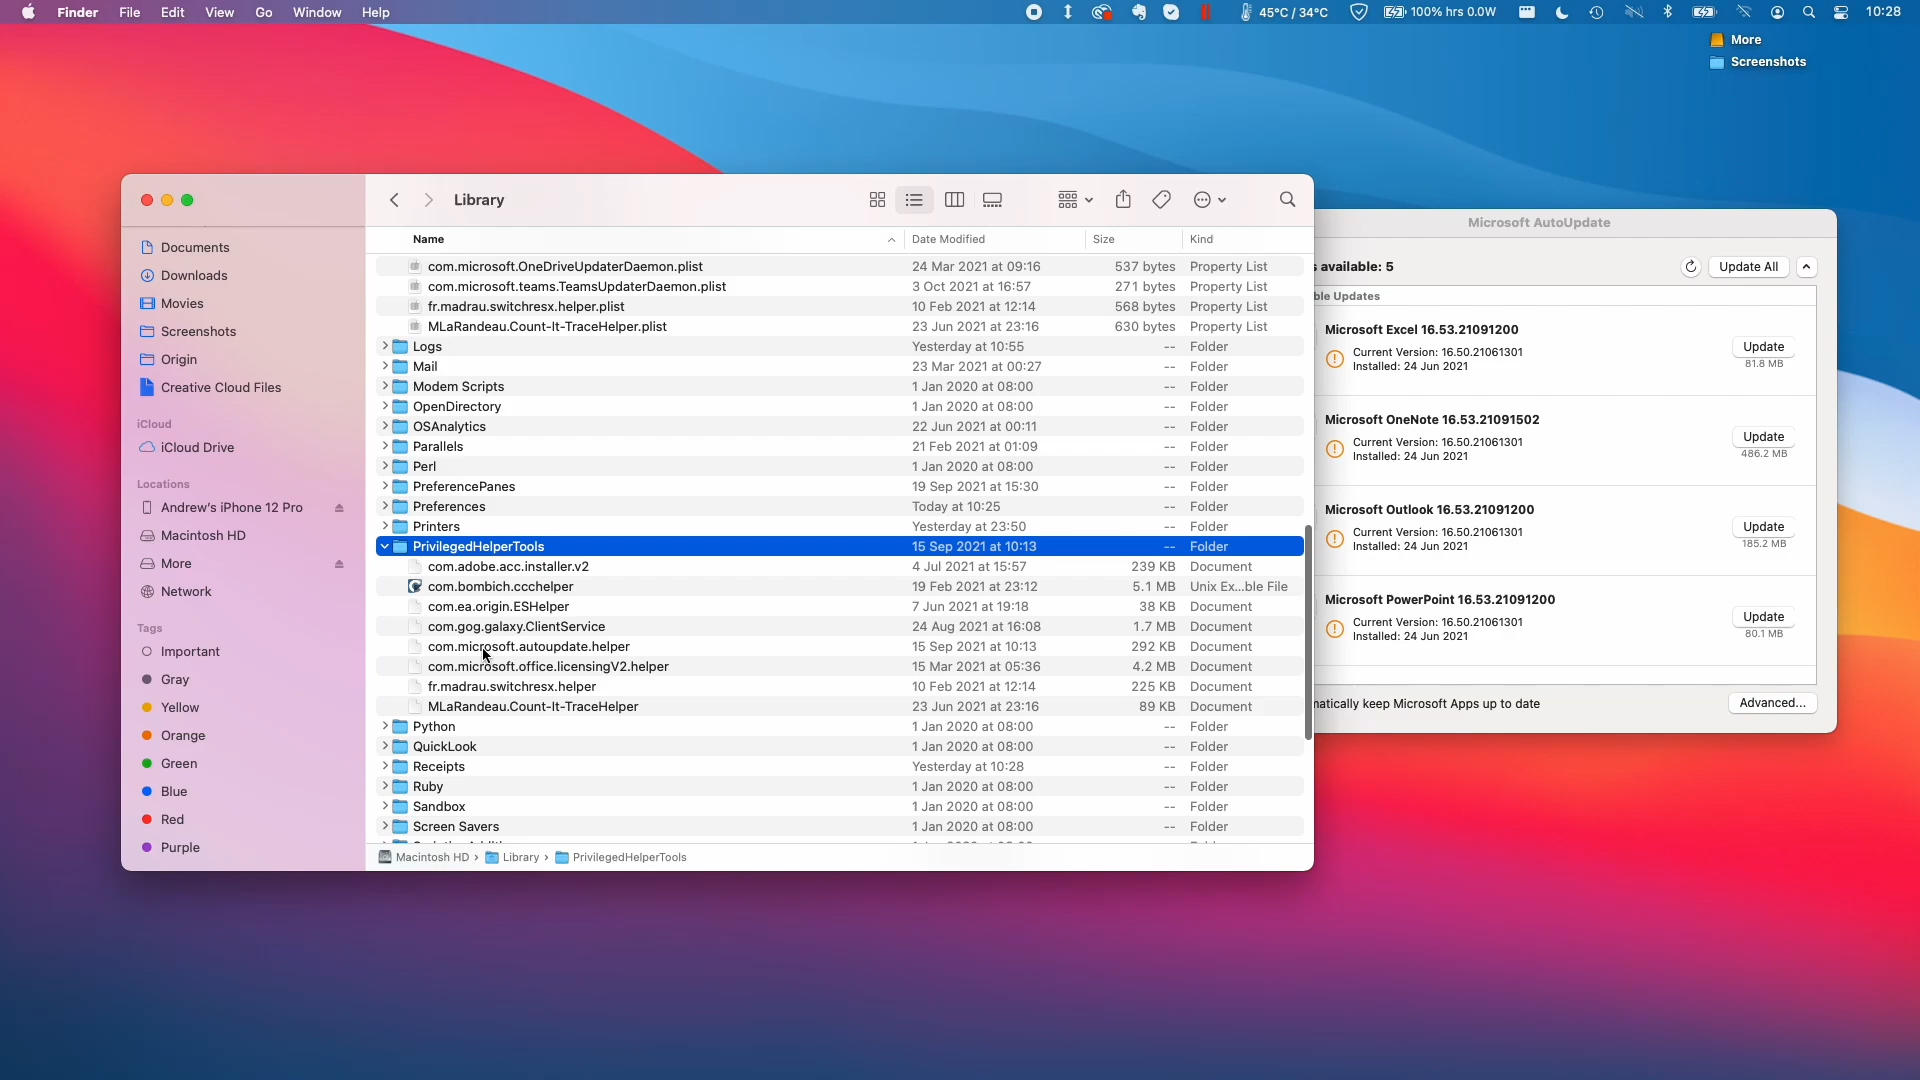 Finder File Edit View Go Window Help 45°C / 34°C 100% hrs 0.0W 10:28
More
Screenshots
Library
Documents
Downloads
Movies
Screenshots
Origin
Creative Cloud Files
iCloud
iCloud Drive
Locations
Andrew's iPhone 12 Pro
Macintosh HD
More
Network
Tags
Important
Gray
Yellow
Orange
Green
Blue
Red
Purple
Name Date Modified Size Kind
com.microsoft.OneDriveUpdaterDaemon.plist 24 Mar 2021 at 09:16 537 bytes Property List
com.microsoft.teams.TeamsUpdaterDaemon.plist 3 Oct 2021 at 16:57 271 bytes Property List
fr.madrau.switchresx.helper.plist 10 Feb 2021 at 12:14 568 bytes Property List
MLaRandeau.Count-It-TraceHelper.plist 23 Jun 2021 at 23:16 630 bytes Property List
Logs Yesterday at 10:55 -- Folder
Mail 23 Mar 2021 at 00:27 -- Folder
Modem Scripts 1 Jan 2020 at 08:00 -- Folder
OpenDirectory 1 Jan 2020 at 08:00 -- Folder
OSAnalytics 22 Jun 2021 at 00:11 -- Folder
Parallels 21 Feb 2021 at 01:09 -- Folder
Perl 1 Jan 2020 at 08:00 -- Folder
PreferencePanes 19 Sep 2021 at 15:30 -- Folder
Preferences Today at 10:25 -- Folder
Printers Yesterday at 23:50 -- Folder
PrivilegedHelperTools 15 Sep 2021 at 10:13 -- Folder
com.adobe.acc.installer.v2 4 Jul 2021 at 15:57 239 KB Document
com.bombich.ccchelper 19 Feb 2021 at 23:12 5.1 MB Unix Ex...ble File
com.ea.origin.ESHelper 7 Jun 2021 at 19:18 38 KB Document
com.gog.galaxy.ClientService 24 Aug 2021 at 16:08 1.7 MB Document
com.microsoft.autoupdate.helper 15 Sep 2021 at 10:13 292 KB Document
com.microsoft.office.licensingV2.helper 15 Mar 2021 at 05:36 4.2 MB Document
fr.madrau.switchresx.helper 10 Feb 2021 at 12:14 225 KB Document
MLaRandeau.Count-It-TraceHelper 23 Jun 2021 at 23:16 89 KB Document
Python 1 Jan 2020 at 08:00 -- Folder
QuickLook 1 Jan 2020 at 08:00 -- Folder
Receipts Yesterday at 10:28 -- Folder
Ruby 1 Jan 2020 at 08:00 -- Folder
Sandbox 1 Jan 2020 at 08:00 -- Folder
Screen Savers 1 Jan 2020 at 08:00 -- Folder
Macintosh HD › Library › PrivilegedHelperTools
Microsoft AutoUpdate
s available: 5 Update All
ble Updates
Microsoft Excel 16.53.21091200
Current Version: 16.50.21061301
Installed: 24 Jun 2021
Update
81.8 MB
Microsoft OneNote 16.53.21091502
Current Version: 16.50.21061301
Installed: 24 Jun 2021
Update
486.2 MB
Microsoft Outlook 16.53.21091200
Current Version: 16.50.21061301
Installed: 24 Jun 2021
Update
185.2 MB
Microsoft PowerPoint 16.53.21091200
Current Version: 16.50.21061301
Installed: 24 Jun 2021
Update
80.1 MB
matically keep Microsoft Apps up to date Advanced...